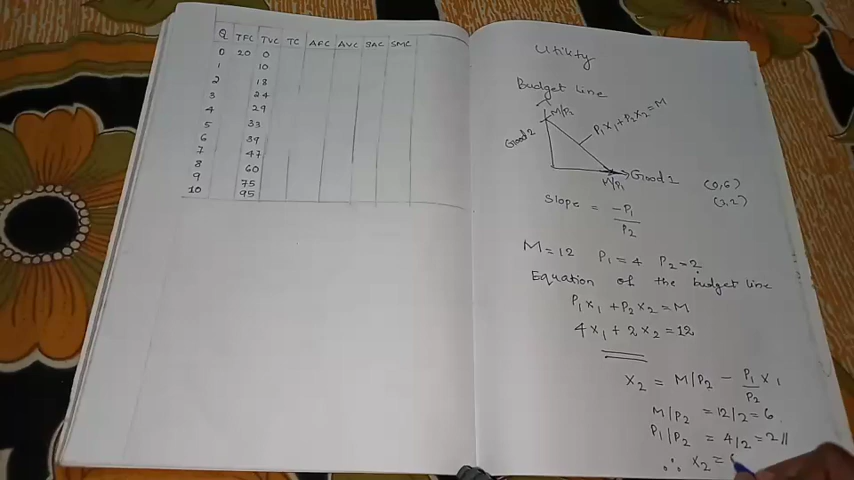 Q TFC TVC TC AFC AVC SAC SMC
0 20 0
1 10
2 18
3 24
4 29
5 33
6 39
7 47
8 60
9 75
10 95
Utility
Budget line
M/P2
P1X1+P2X2=M
Good 2
Good 1
M/P1
(0,6)
(2,2)
Slope = -P1/P2
M=12 P1=4 P2-2
Equation of the budget line
P1X1+P2X2=M
4X1+2X2=12
X2 = M/P2 - P1/P2 X1
M/P2 =12/2=6
P1/P2 = 4/2=2//
∴ X2=6